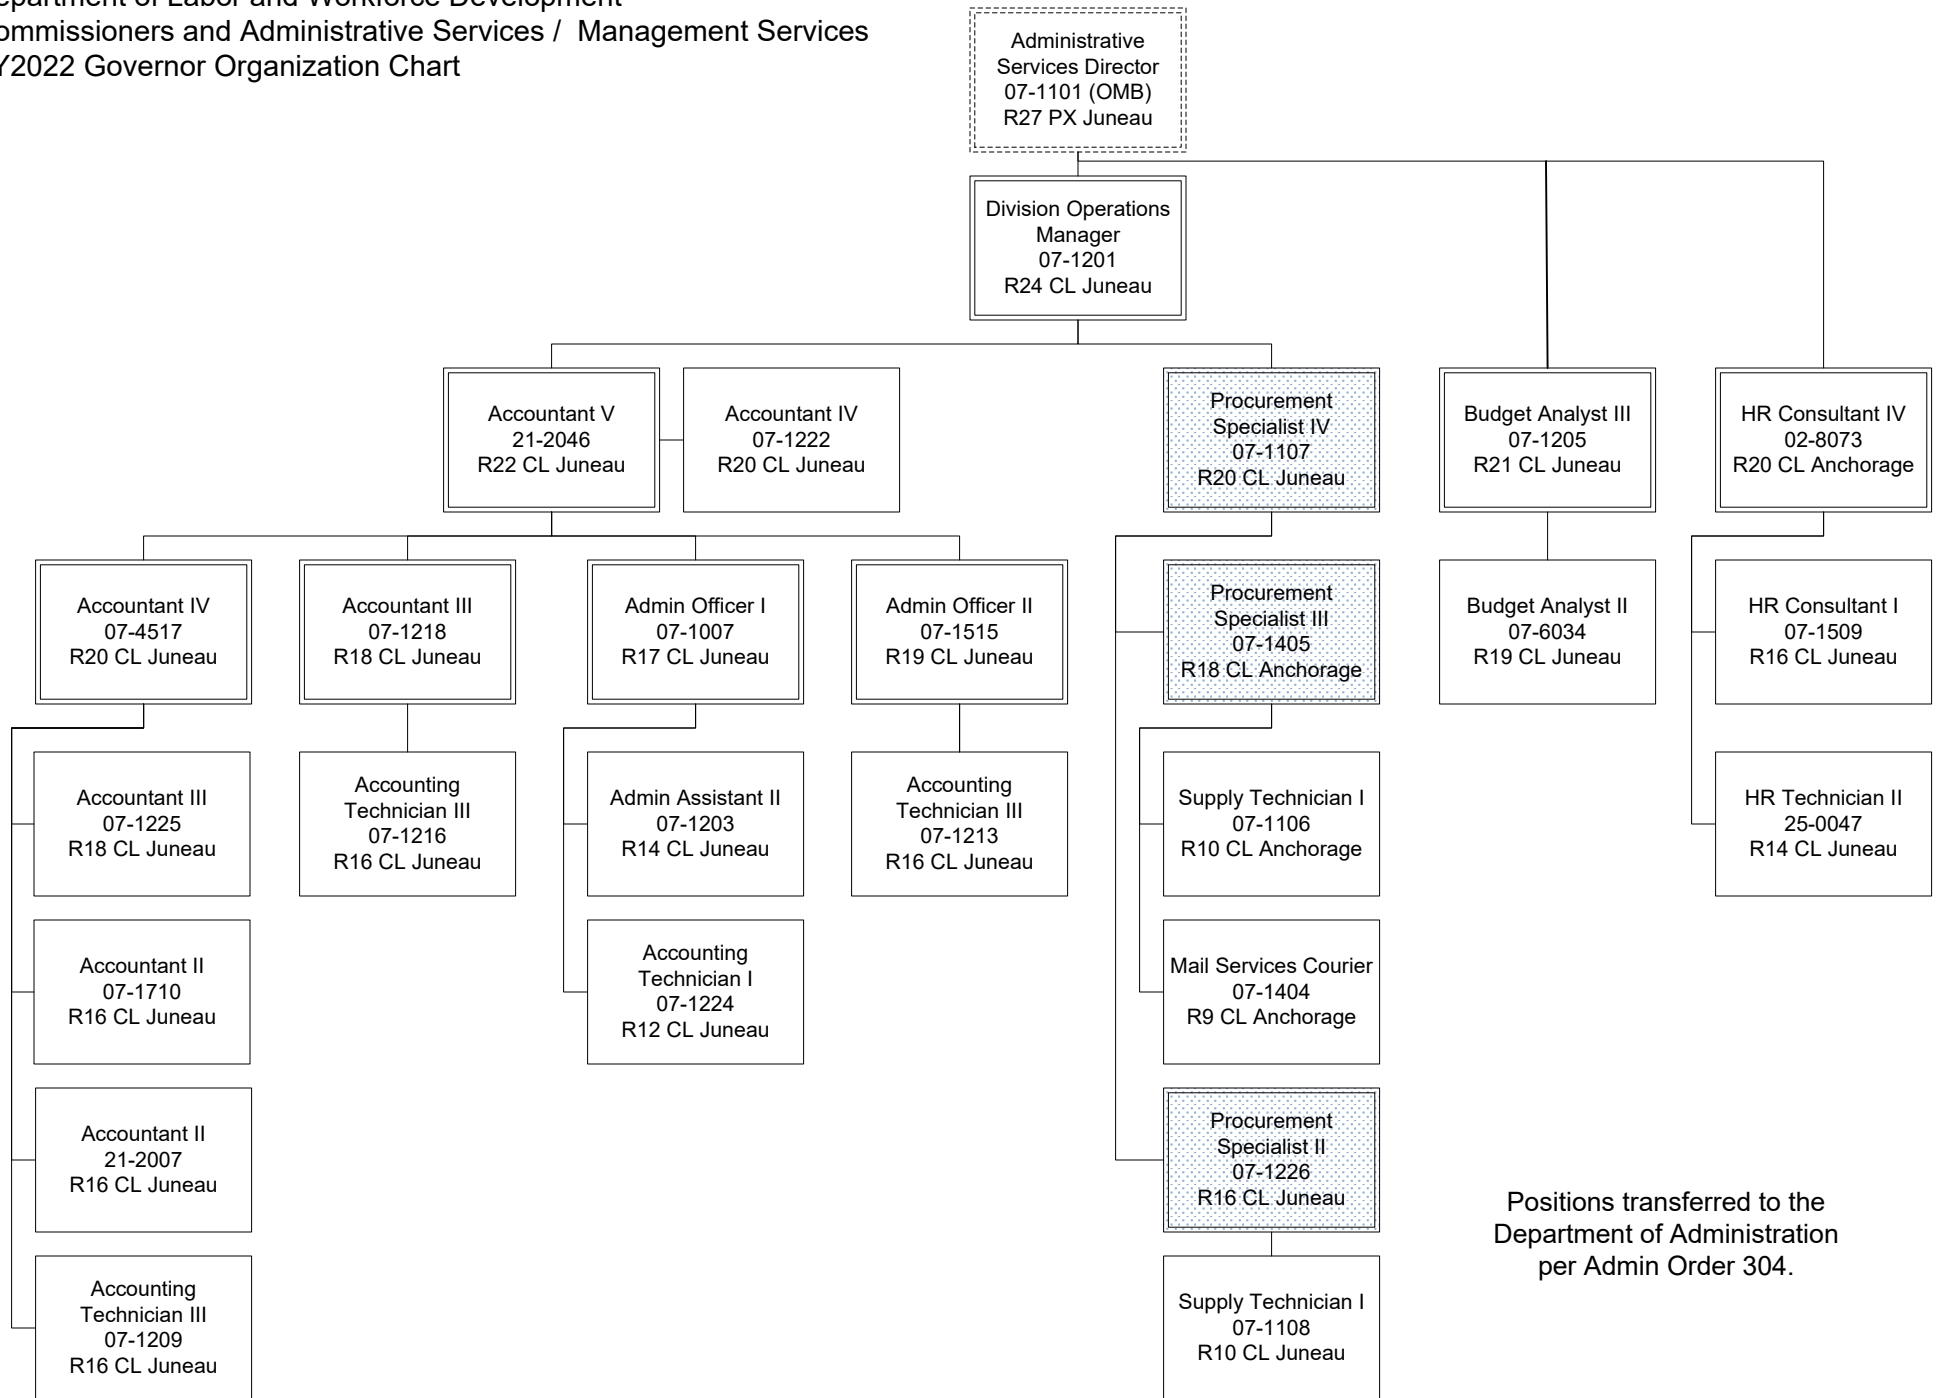 epartment of Labor and Workforce Development
ommissioners and Administrative Services /  Management Services
Y2022 Governor Organization Chart
Administrative
Services Director
07-1101 (OMB)
R27 PX Juneau
Division Operations
Manager
07-1201
R24 CL Juneau
Accountant V
21-2046
R22 CL Juneau
Accountant IV
07-1222
R20 CL Juneau
Procurement
Specialist IV
07-1107
R20 CL Juneau
Budget Analyst III
07-1205
R21 CL Juneau
HR Consultant IV
02-8073
R20 CL Anchorage
Accountant IV
07-4517
R20 CL Juneau
Accountant III
07-1218
R18 CL Juneau
Admin Officer I
07-1007
R17 CL Juneau
Admin Officer II
07-1515
R19 CL Juneau
Procurement
Specialist III
07-1405
R18 CL Anchorage
Budget Analyst II
07-6034
R19 CL Juneau
HR Consultant I
07-1509
R16 CL Juneau
Accountant III
07-1225
R18 CL Juneau
Accounting
Technician III
07-1216
R16 CL Juneau
Admin Assistant II
07-1203
R14 CL Juneau
Accounting
Technician III
07-1213
R16 CL Juneau
Supply Technician I
07-1106
R10 CL Anchorage
HR Technician II
25-0047
R14 CL Juneau
Accountant II
07-1710
R16 CL Juneau
Accounting
Technician I
07-1224
R12 CL Juneau
Mail Services Courier
07-1404
R9 CL Anchorage
Accountant II
21-2007
R16 CL Juneau
Procurement
Specialist II
07-1226
R16 CL Juneau
Positions transferred to the
Department of Administration
per Admin Order 304.
Accounting
Technician III
07-1209
R16 CL Juneau
Supply Technician I
07-1108
R10 CL Juneau